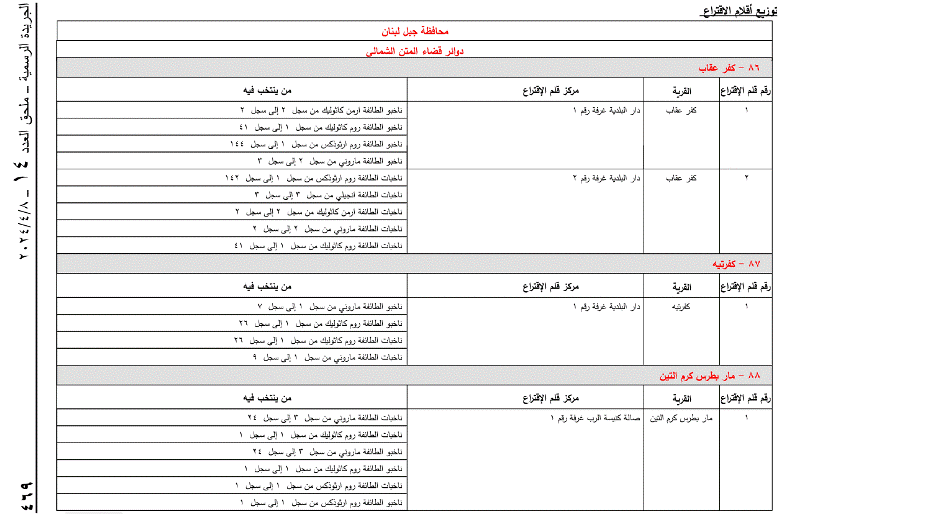 توزيع أقلام الاقتراع
محافظة جبل لبنان
دوائر قضاء المتن الشمالي
٨٦ - كفر عقاب
رقم قلم الإقتراع القرية مركز قلم الإقتراع من ينتخب فيه
١ كفر عقاب دار البلدية غرفة رقم ١ ناخبو الطائفة ارمن كاثوليك من سجل ٢ إلى سجل ٢
ناخبو الطائفة روم كاثوليك من سجل ١ إلى سجل ٤١
ناخبو الطائفة روم ارثوذكس من سجل ١ إلى سجل ١٤٤
ناخبو الطائفة ماروني من سجل ٢ إلى سجل ٣
٢ كفر عقاب دار البلدية غرفة رقم ٢ ناخبات الطائفة روم ارثوذكس من سجل ١ إلى سجل ١٤٢
ناخبات الطائفة انجيلي من سجل ٣ إلى سجل ٣
ناخبات الطائفة ارمن كاثوليك من سجل ٢ إلى سجل ٢
ناخبات الطائفة ماروني من سجل ٢ إلى سجل ٢
ناخبات الطائفة روم كاثوليك من سجل ١ إلى سجل ٤١
٨٧ - كفرتيه
رقم قلم الإقتراع القرية مركز قلم الإقتراع من ينتخب فيه
١ كفرتيه دار البلدية غرفة رقم ١ ناخبو الطائفة ماروني من سجل ١ إلى سجل ٧
ناخبو الطائفة روم كاثوليك من سجل ١ إلى سجل ٢٦
ناخبات الطائفة روم كاثوليك من سجل ١ إلى سجل ٢٦
ناخبات الطائفة ماروني من سجل ١ إلى سجل ٩
٨٨ - مار بطرس كرم التين
رقم قلم الإقتراع القرية مركز قلم الإقتراع من ينتخب فيه
١ مار بطرس كرم التين صالة كنيسة الرب غرفة رقم ١ ناخبات الطائفة ماروني من سجل ٣ إلى سجل ٢٤
ناخبات الطائفة روم كاثوليك من سجل ١ إلى سجل ١
ناخبو الطائفة ماروني من سجل ٣ إلى سجل ٢٤
ناخبو الطائفة روم كاثوليك من سجل ١ إلى سجل ١
ناخبات الطائفة روم ارثوذكس من سجل ١ إلى سجل ١
ناخبو الطائفة روم ارثوذكس من سجل ١ إلى سجل ١
الجريدة الرسمية – ملحق العدد ١٤ – ٢٠٢٤/٤/٨
٤٦٩